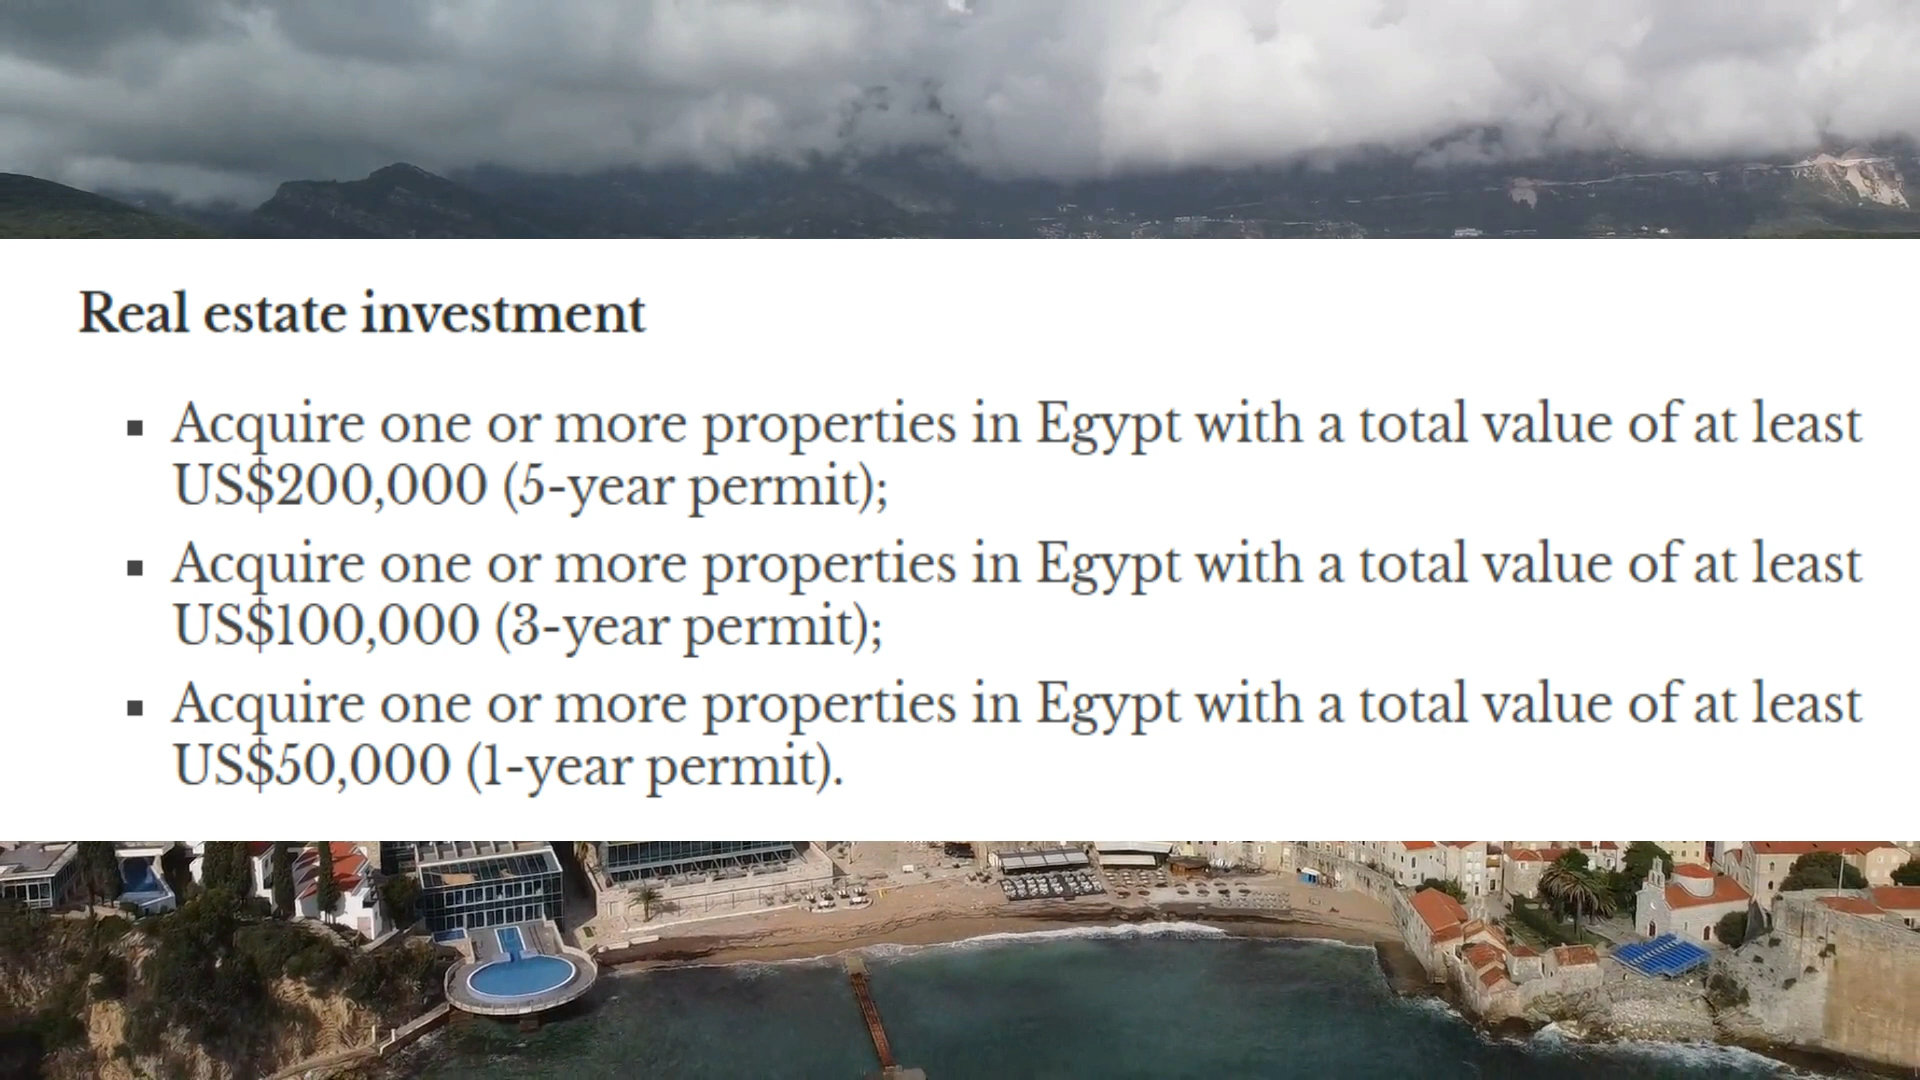 Real estate investment
▪ Acquire one or more properties in Egypt with a total value of at least
US$200,000 (5-year permit);
▪ Acquire one or more properties in Egypt with a total value of at least
US$100,000 (3-year permit);
▪ Acquire one or more properties in Egypt with a total value of at least
US$50,000 (1-year permit).